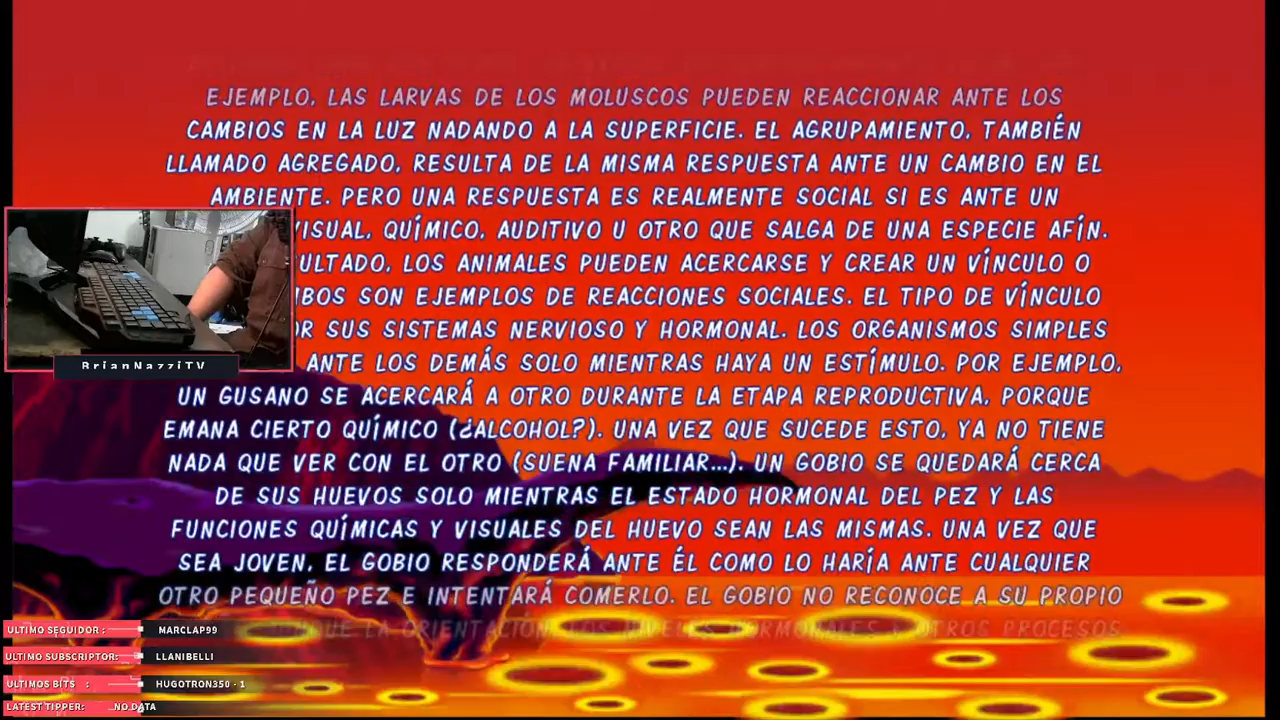 EJEMPLO, LAS LARVAS DE LOS MOLUSCOS PUEDEN REACCIONAR ANTE LOS
CAMBIOS EN LA LUZ NADANDO A LA SUPERFICIE. EL AGRUPAMIENTO, TAMBIÉN
LLAMADO AGREGADO, RESULTA DE LA MISMA RESPUESTA ANTE UN CAMBIO EN EL
AMBIENTE. PERO UNA RESPUESTA ES REALMENTE SOCIAL SI ES ANTE UN
VISUAL, QUÍMICO, AUDITIVO U OTRO QUE SALGA DE UNA ESPECIE AFÍN.
ULTADO, LOS ANIMALES PUEDEN ACERCARSE Y CREAR UN VÍNCULO O
BOS SON EJEMPLOS DE REACCIONES SOCIALES. EL TIPO DE VÍNCULO
R SUS SISTEMAS NERVIOSO Y HORMONAL. LOS ORGANISMOS SIMPLES
ANTE LOS DEMÁS SOLO MIENTRAS HAYA UN ESTÍMULO. POR EJEMPLO,
UN GUSANO SE ACERCARÁ A OTRO DURANTE LA ETAPA REPRODUCTIVA, PORQUE
EMANA CIERTO QUÍMICO (¿ALCOHOL?). UNA VEZ QUE SUCEDE ESTO, YA NO TIENE
NADA QUE VER CON EL OTRO (SUENA FAMILIAR...). UN GOBIO SE QUEDARÁ CERCA
DE SUS HUEVOS SOLO MIENTRAS EL ESTADO HORMONAL DEL PEZ Y LAS
FUNCIONES QUÍMICAS Y VISUALES DEL HUEVO SEAN LAS MISMAS. UNA VEZ QUE
SEA JOVEN, EL GOBIO RESPONDERÁ ANTE ÉL COMO LO HARÍA ANTE CUALQUIER
OTRO PEQUEÑO PEZ E INTENTARÁ COMERLO. EL GOBIO NO RECONOCE A SU PROPIO
LA ORIENTACIÓN, LOS NIVELES HORMONALES Y OTROS PROCESOS
BrianNazziTV
ULTIMO SEGUIDOR : MARCLAP99
ULTIMO SUBSCRIPTOR: LLANIBELLI
ULTIMOS BITS : HUGOTRON350 - 1
LATEST TIPPER: NO DATA